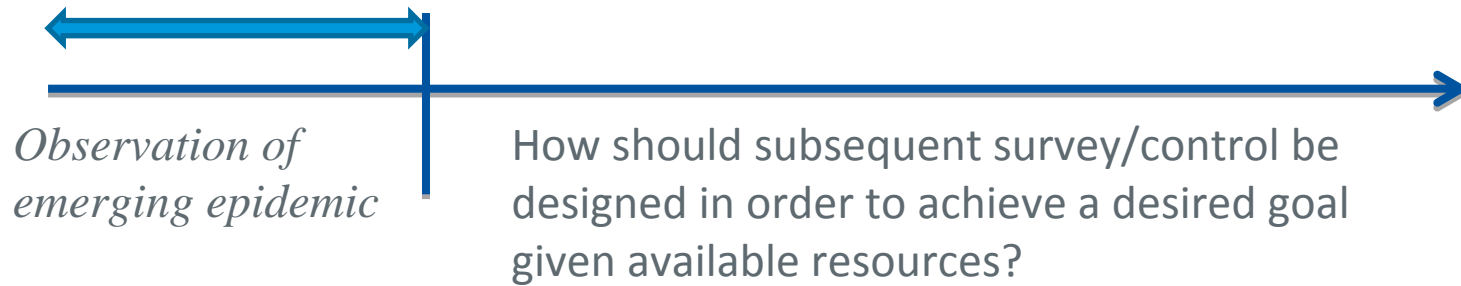 Observation of
emerging epidemic
How should subsequent survey/control be
designed in order to achieve a desired goal
given available resources?